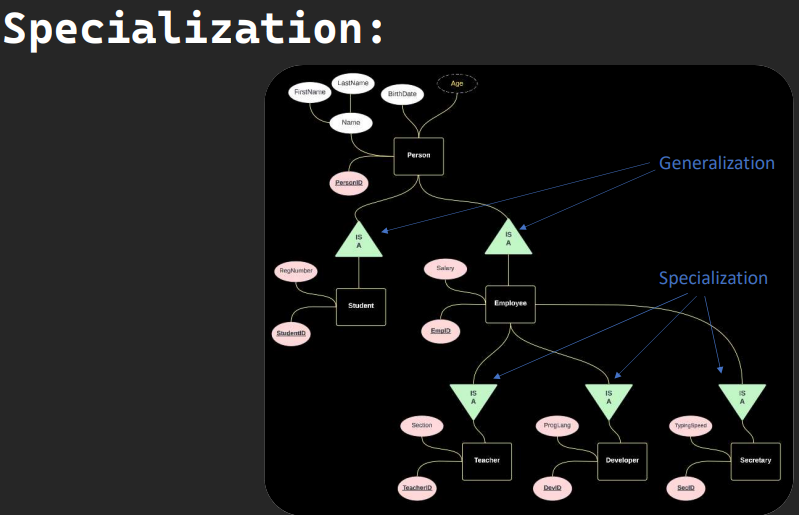 Specialization:
FirstName
LastName
BirthDate
Age
Name
Person
PersonID
Generalization
IS
A
IS
A
RegNumber
Student
StudentID
Salary
Employee
EmpID
Specialization
IS
A
IS
A
IS
A
Section
Teacher
TeacherID
ProgLang
Developer
DevID
TypingSpeed
Secretary
SecID